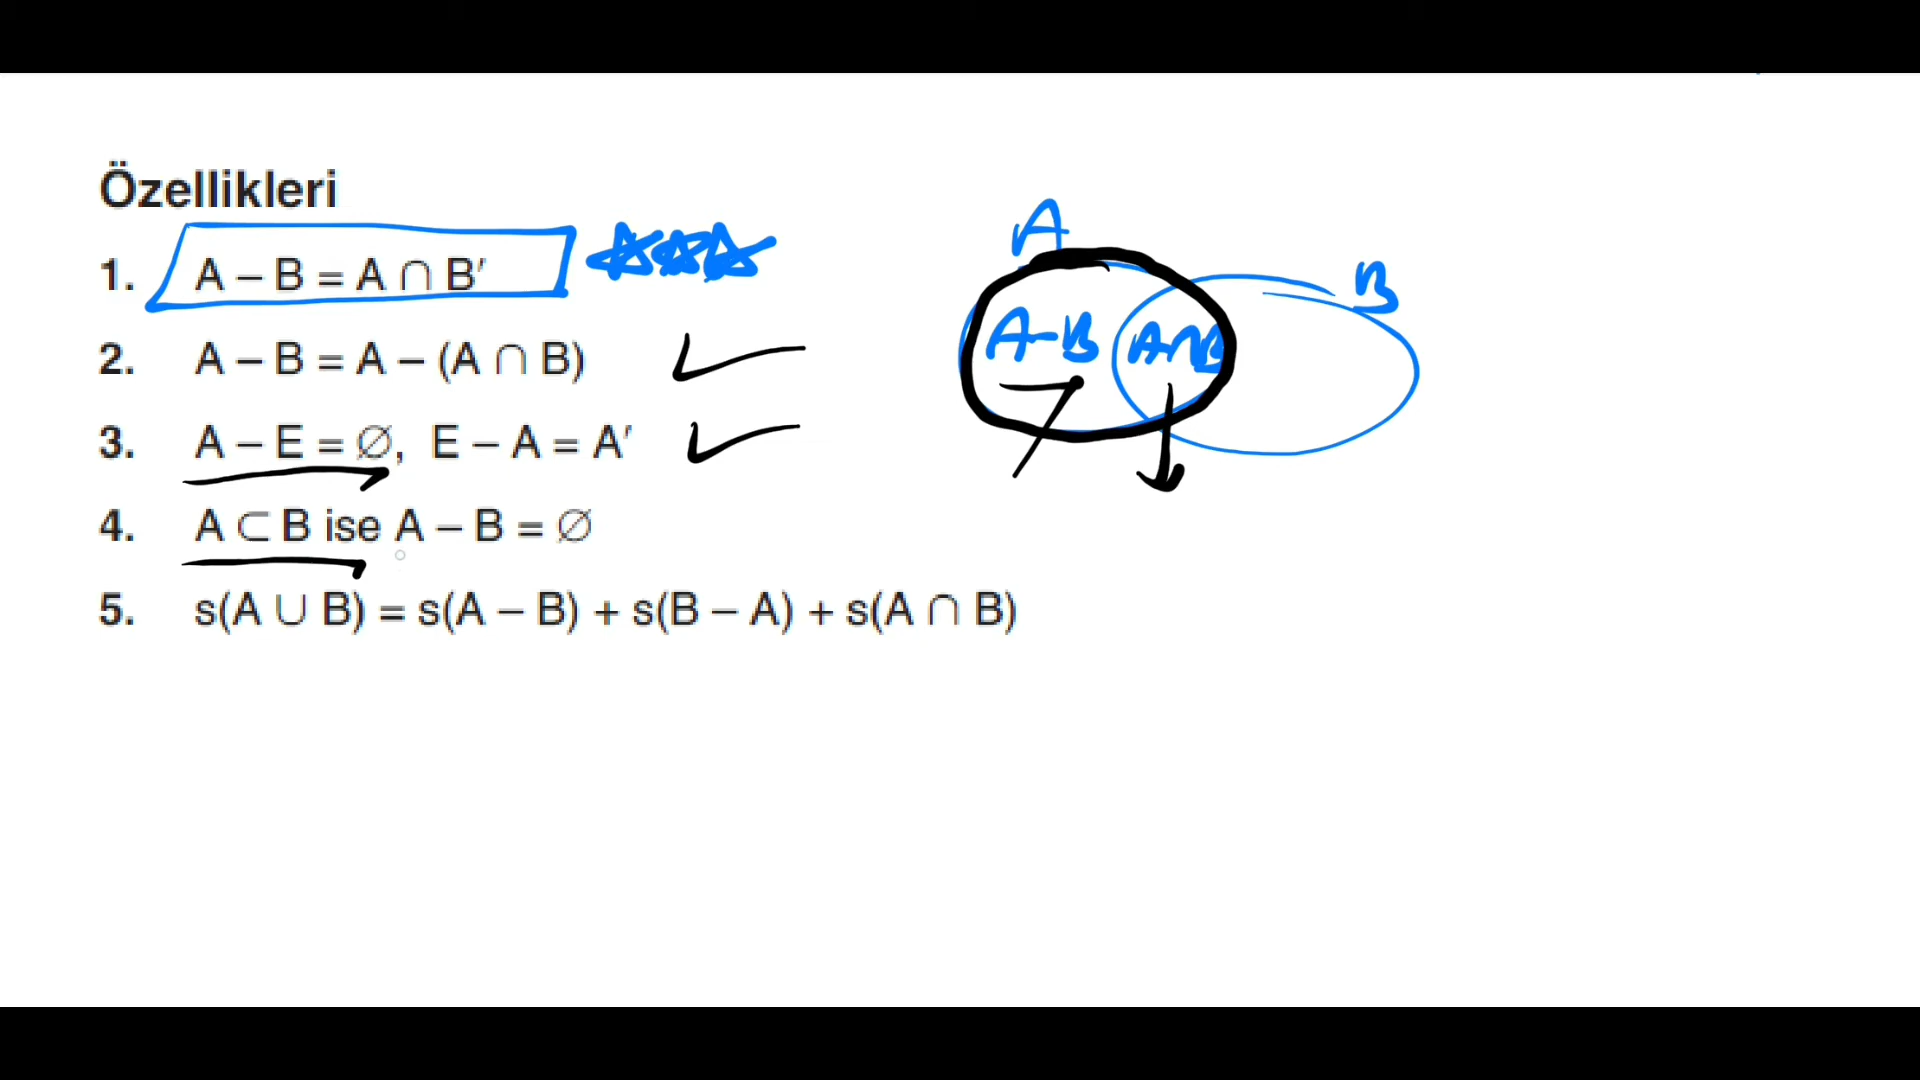 Özellikleri
1. A – B = A ∩ B′
2. A – B = A – (A ∩ B)
3. A – E = ∅, E – A = A′
4. A ⊂ B ise A – B = ∅
5. s(A ∪ B) = s(A – B) + s(B – A) + s(A ∩ B)
A
B
A-B
A∩B